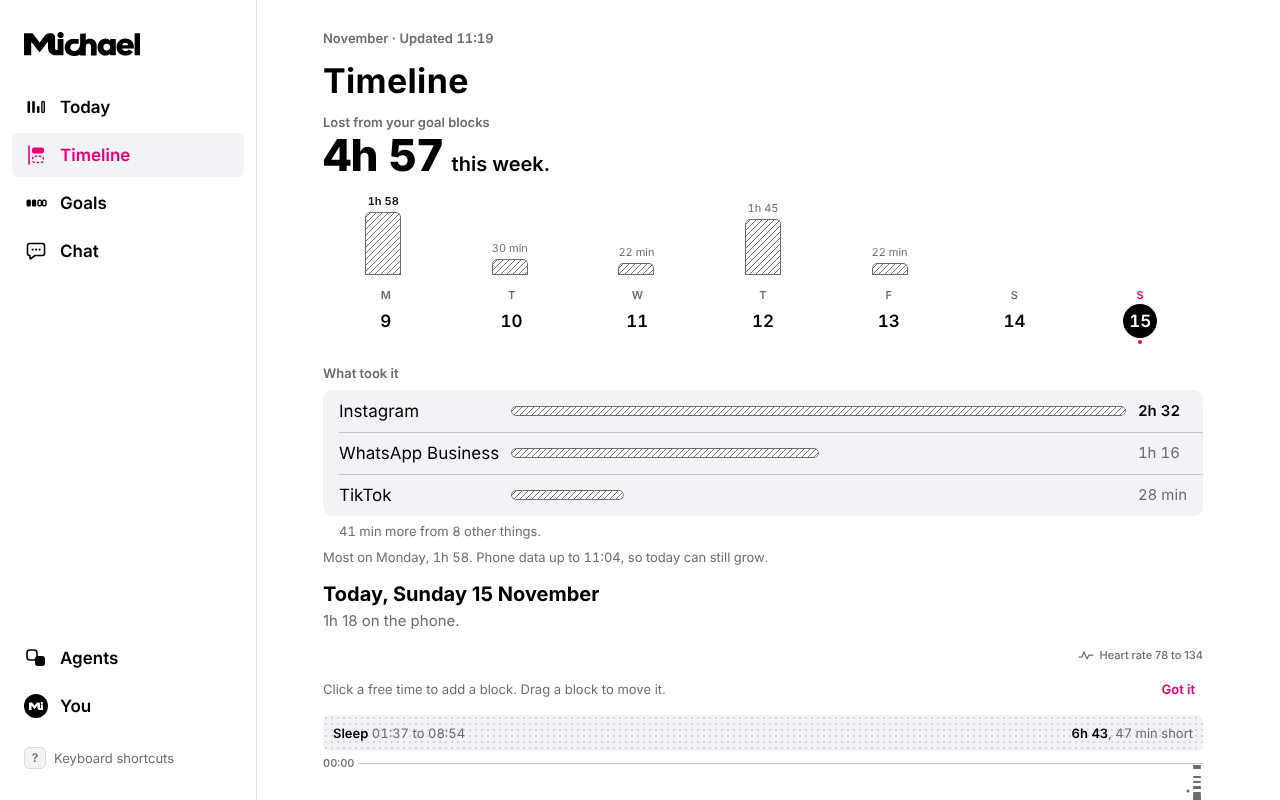 Michael
Today
Timeline
Goals
Chat
Agents
Mi You
? Keyboard shortcuts
November · Updated 11:19
Timeline
Lost from your goal blocks
4h 57 this week.
1h 58
30 min
22 min
1h 45
22 min
M T W T F S S
9 10 11 12 13 14 15
What took it
Instagram 2h 32
WhatsApp Business 1h 16
TikTok 28 min
41 min more from 8 other things.
Most on Monday, 1h 58. Phone data up to 11:04, so today can still grow.
Today, Sunday 15 November
1h 18 on the phone.
Heart rate 78 to 134
Click a free time to add a block. Drag a block to move it. Got it
Sleep 01:37 to 08:54 6h 43, 47 min short
00:00